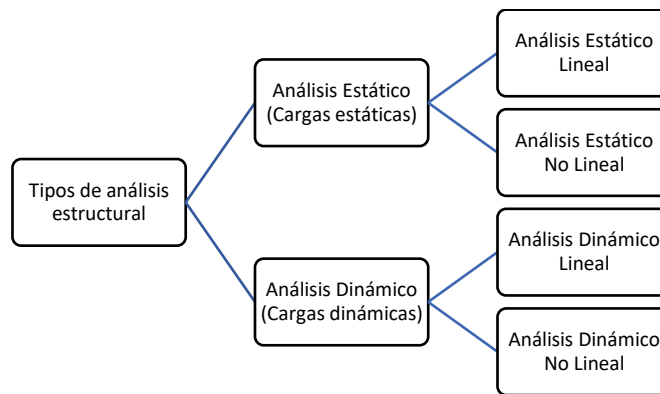 Tipos de análisis
estructural
Análisis Estático
(Cargas estáticas)
Análisis Estático
Lineal
Análisis Estático
No Lineal
Análisis Dinámico
(Cargas dinámicas)
Análisis Dinámico
Lineal
Análisis Dinámico
No Lineal